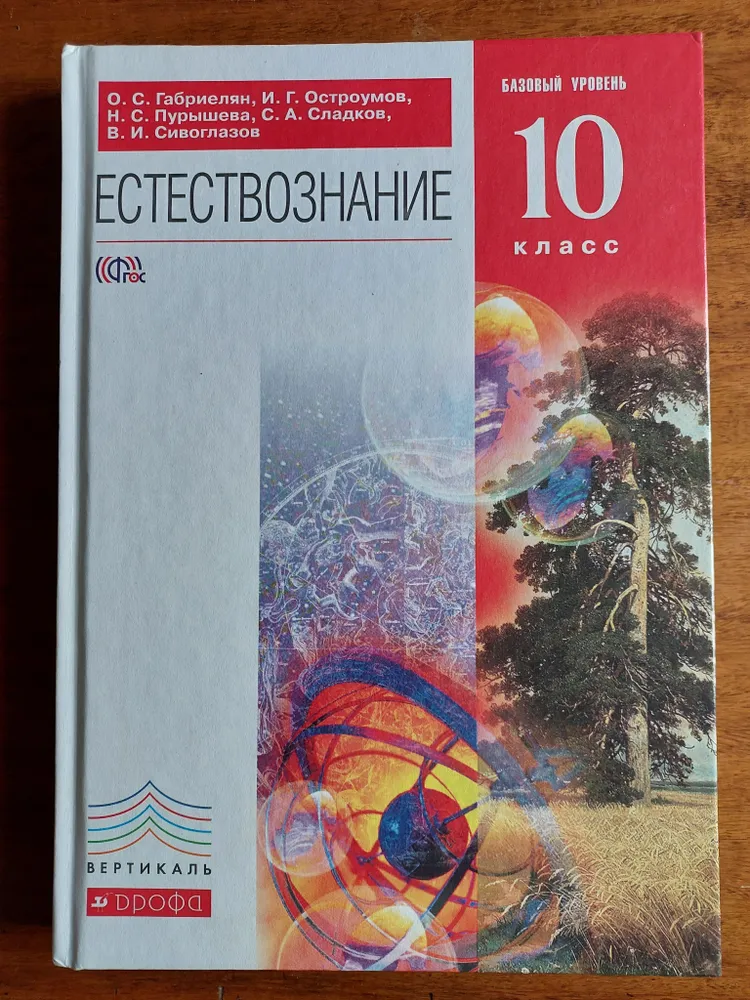 О. С. Габриелян, И. Г. Остроумов,
Н. С. Пурышева, С. А. Сладков,
В. И. Сивоглазов
ЕСТЕСТВОЗНАНИЕ
ФГОС
БАЗОВЫЙ УРОВЕНЬ
10
класс
ВЕРТИКАЛЬ
ДРОФА